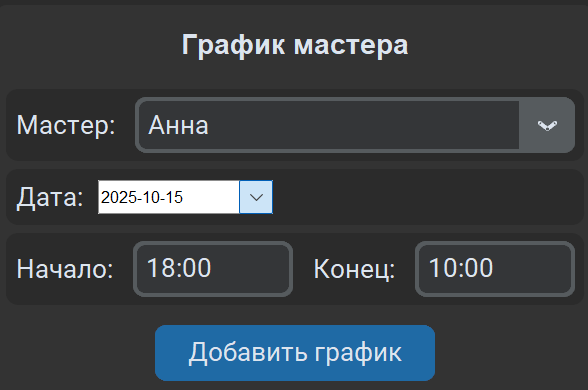 График мастера
Мастер: Анна
Дата: 2025-10-15
Начало: 18:00 Конец: 10:00
Добавить график